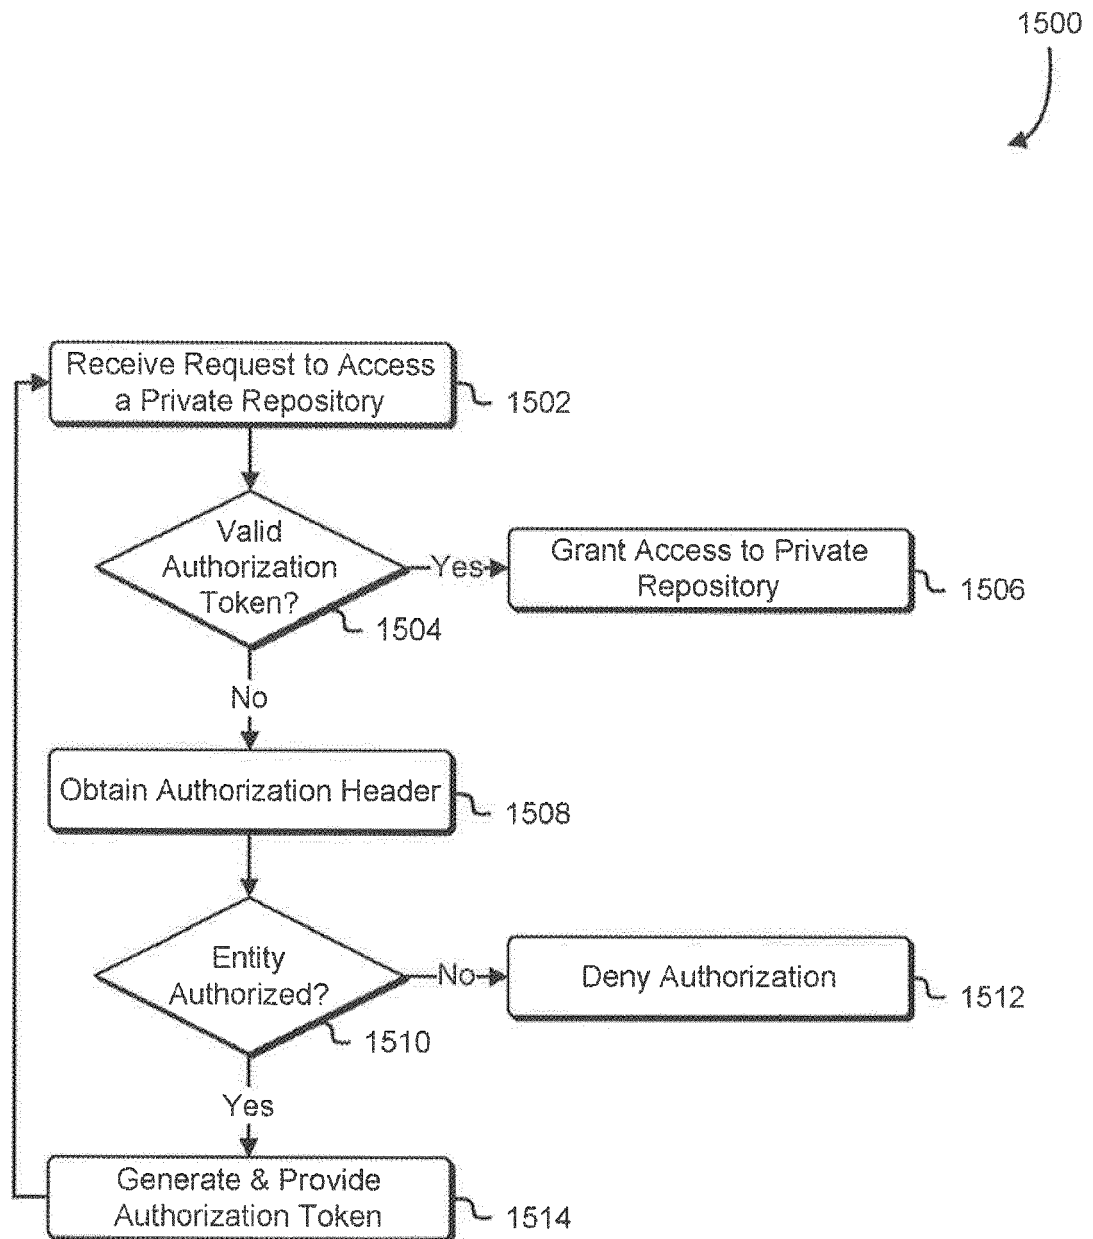 1500
Receive Request to Access
a Private Repository
1502
Valid
Authorization
Token?
1504
Yes
Grant Access to Private
Repository
1506
No
Obtain Authorization Header
1508
Entity
Authorized?
1510
No
Deny Authorization
1512
Yes
Generate & Provide
Authorization Token
1514